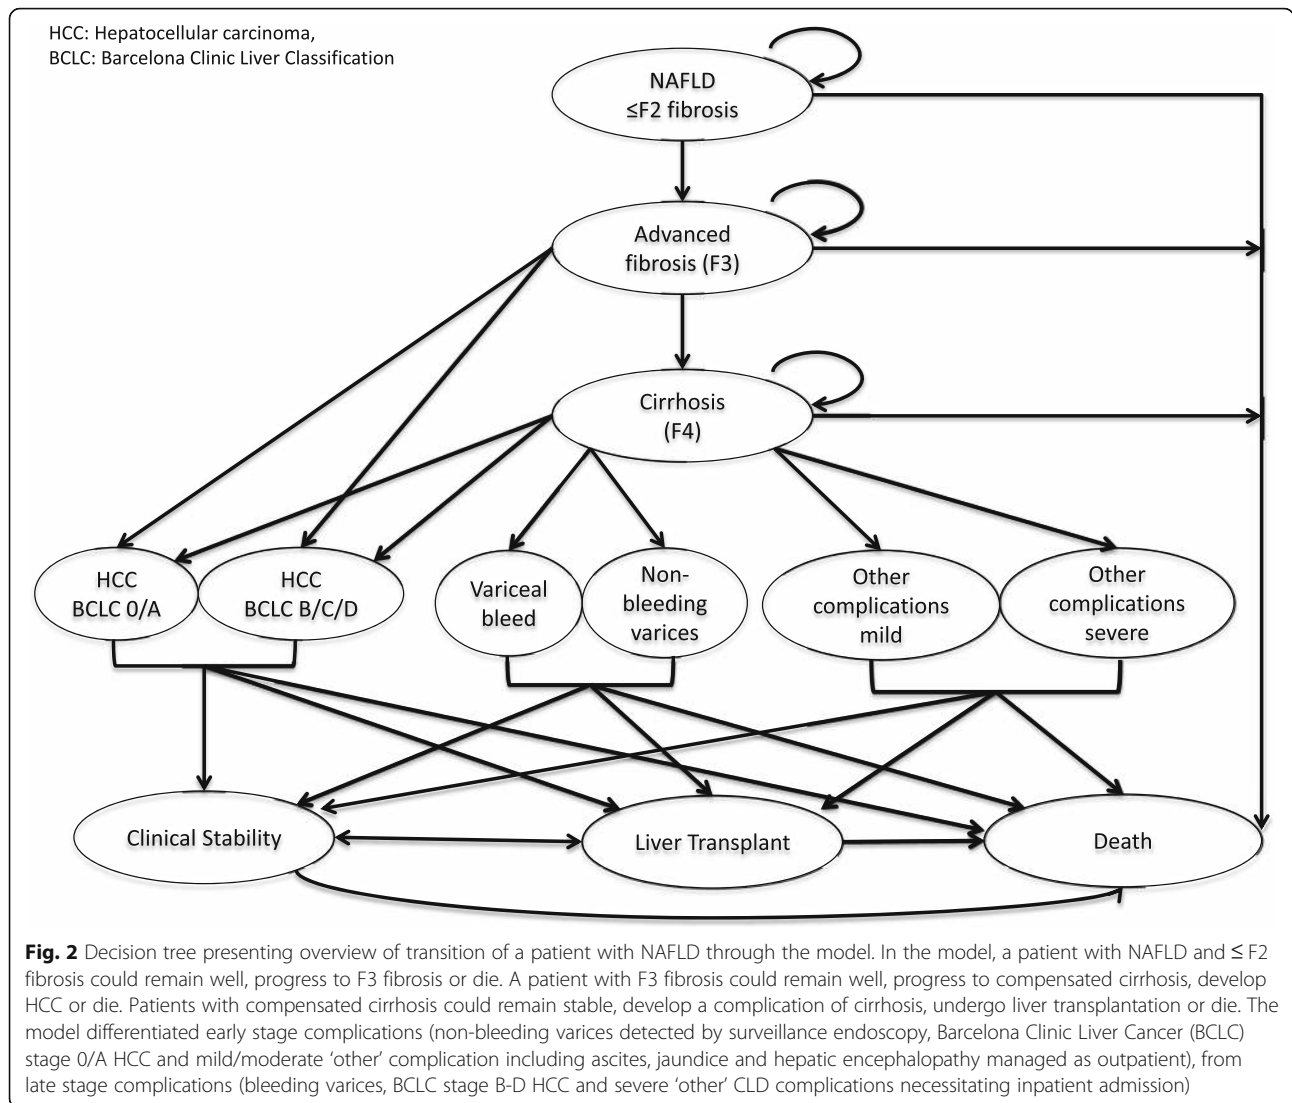 HCC: Hepatocellular carcinoma,
BCLC: Barcelona Clinic Liver Classification
NAFLD
≤F2 fibrosis
Advanced
fibrosis (F3)
Cirrhosis
(F4)
HCC
BCLC 0/A
HCC
BCLC B/C/D
Variceal
bleed
Non-
bleeding
varices
Other
complications
mild
Other
complications
severe
Clinical Stability
Liver Transplant
Death
Fig. 2 Decision tree presenting overview of transition of a patient with NAFLD through the model. In the model, a patient with NAFLD and ≤ F2
fibrosis could remain well, progress to F3 fibrosis or die. A patient with F3 fibrosis could remain well, progress to compensated cirrhosis, develop
HCC or die. Patients with compensated cirrhosis could remain stable, develop a complication of cirrhosis, undergo liver transplantation or die. The
model differentiated early stage complications (non-bleeding varices detected by surveillance endoscopy, Barcelona Clinic Liver Cancer (BCLC)
stage 0/A HCC and mild/moderate ‘other’ complication including ascites, jaundice and hepatic encephalopathy managed as outpatient), from
late stage complications (bleeding varices, BCLC stage B-D HCC and severe ‘other’ CLD complications necessitating inpatient admission)